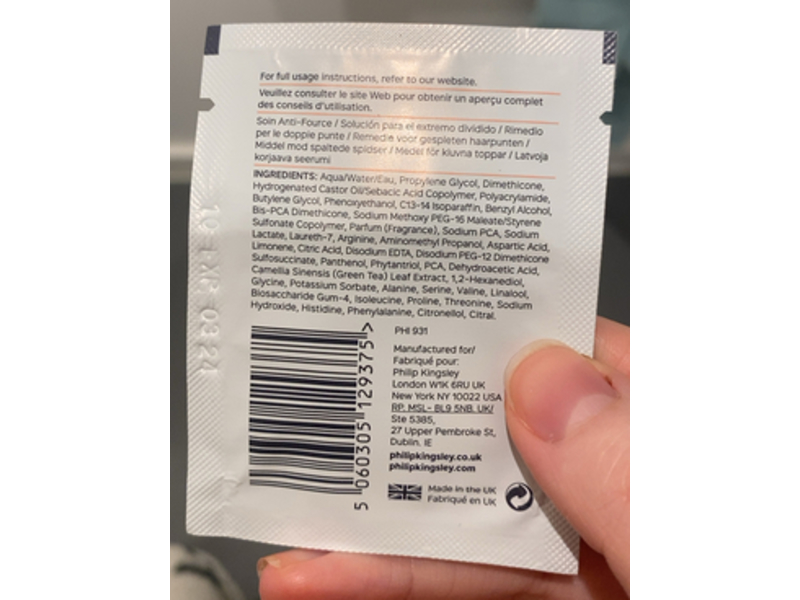 For full usage instructions, refer to our website.
Veuillez consulter le site Web pour obtenir un aperçu complet
des conseils d'utilisation.
Soin Anti-Fource / Solución para el extremo dividido / Rimedio
per le doppie punte / Remedie voor gespleten haarpunten /
Middel mod spaltede spidser / Medel för kluvna toppar / Latvoja
korjaava seerumi
INGREDIENTS: Aqua/Water/Eau, Propylene Glycol, Dimethicone,
Hydrogenated Castor Oil/Sebacic Acid Copolymer, Polyacrylamide,
Butylene Glycol, Phenoxyethanol, C13-14 Isoparaffin, Benzyl Alcohol,
Bis-PCA Dimethicone, Sodium Methoxy PEG-16 Maleate/Styrene
Sulfonate Copolymer, Parfum (Fragrance), Sodium PCA, Sodium
Lactate, Laureth-7, Arginine, Aminomethyl Propanol, Aspartic Acid,
Limonene, Citric Acid, Disodium EDTA, Disodium PEG-12 Dimethicone
Sulfosuccinate, Panthenol, Phytantriol, PCA, Dehydroacetic Acid,
Camellia Sinensis (Green Tea) Leaf Extract, 1,2-Hexanediol,
Glycine, Potassium Sorbate, Alanine, Serine, Valine, Linalool,
Biosaccharide Gum-4, Isoleucine, Proline, Threonine, Sodium
Hydroxide, Histidine, Phenylalanine, Citronellol, Citral.
PHI 931
Manufactured for/
Fabriqué pour:
Philip Kingsley
London W1K 6RU UK
New York NY 10022 USA
RP. MSL- BL9 5NB. UK/
Ste 5385,
27 Upper Pembroke St,
Dublin. IE
philipkingsley.co.uk
philipkingsley.com
Made in the UK
Fabriqué en UK
5 060305 129375 >
EXP 03 24